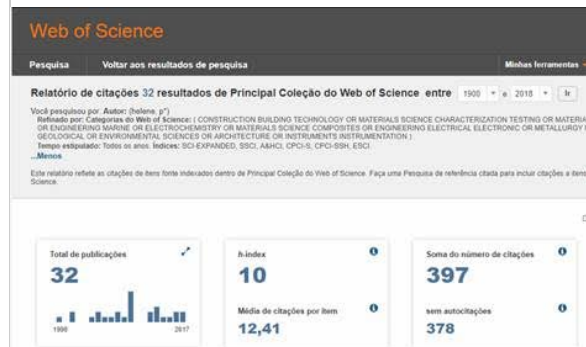 Web of Science
Pesquisa Voltar aos resultados de pesquisa Minhas ferramentas
Relatório de citações 32 resultados de Principal Coleção do Web of Science entre 1900 e 2018 Ir
Você pesquisou por: Autor: (helene, p*)
Refinado por: Categorias do Web of Science: ( CONSTRUCTION BUILDING TECHNOLOGY OR MATERIALS SCIENCE CHARACTERIZATION TESTING OR MATERIA
OR ENGINEERING MARINE OR ELECTROCHEMISTRY OR MATERIALS SCIENCE COMPOSITES OR ENGINEERING ELECTRICAL ELECTRONIC OR METALLURGY
GEOLOGICAL OR ENVIRONMENTAL SCIENCES OR ARCHITECTURE OR INSTRUMENTS INSTRUMENTATION )
Tempo estipulado: Todos os anos. Índices: SCI-EXPANDED, SSCI, A&HCI, CPCI-S, CPCI-SSH, ESCI.
...Menos
Este relatório reflete as citações de itens fonte indexados dentro de Principal Coleção do Web of Science. Faça uma Pesquisa de referência citada para incluir citações a itens
Science.
Total de publicações
32
1998 2017
h-index
10
Média de citações por item
12,41
Soma do número de citações
397
sem autocitações
378